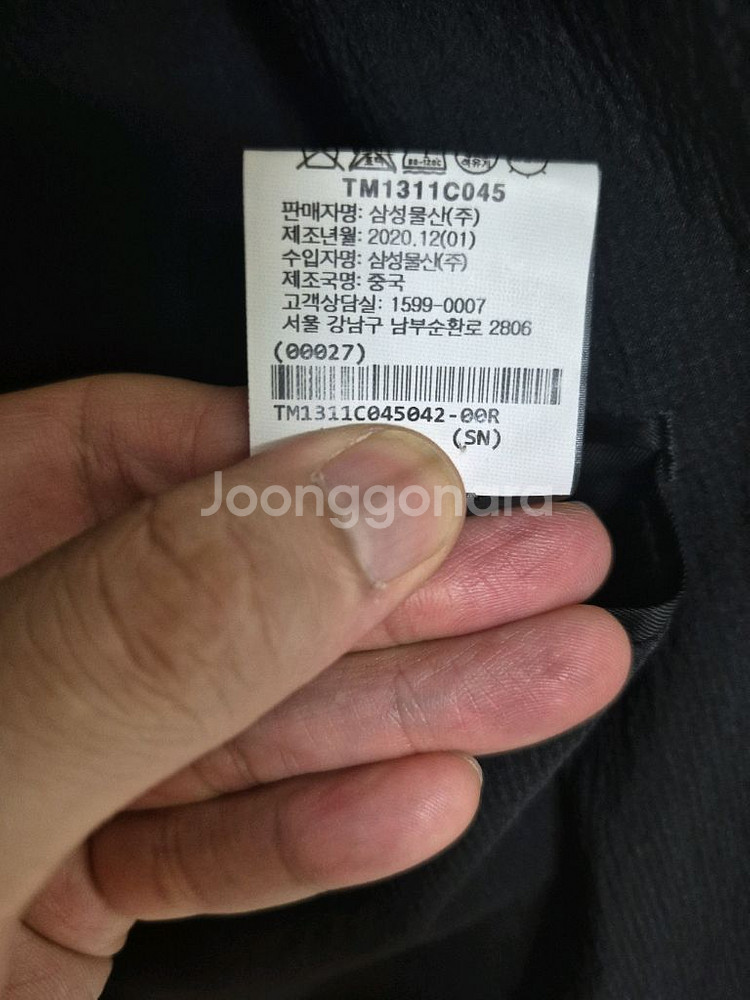 80~120C
TM1311C045
판매자명: 삼성물산(주)
제조년월: 2020.12(01)
수입자명: 삼성물산(주)
제조국명: 중국
고객상담실: 1599-0007
서울 강남구 남부순환로 2806
(00027)
TM1311C045042-00R
(SN)
Joonggonara